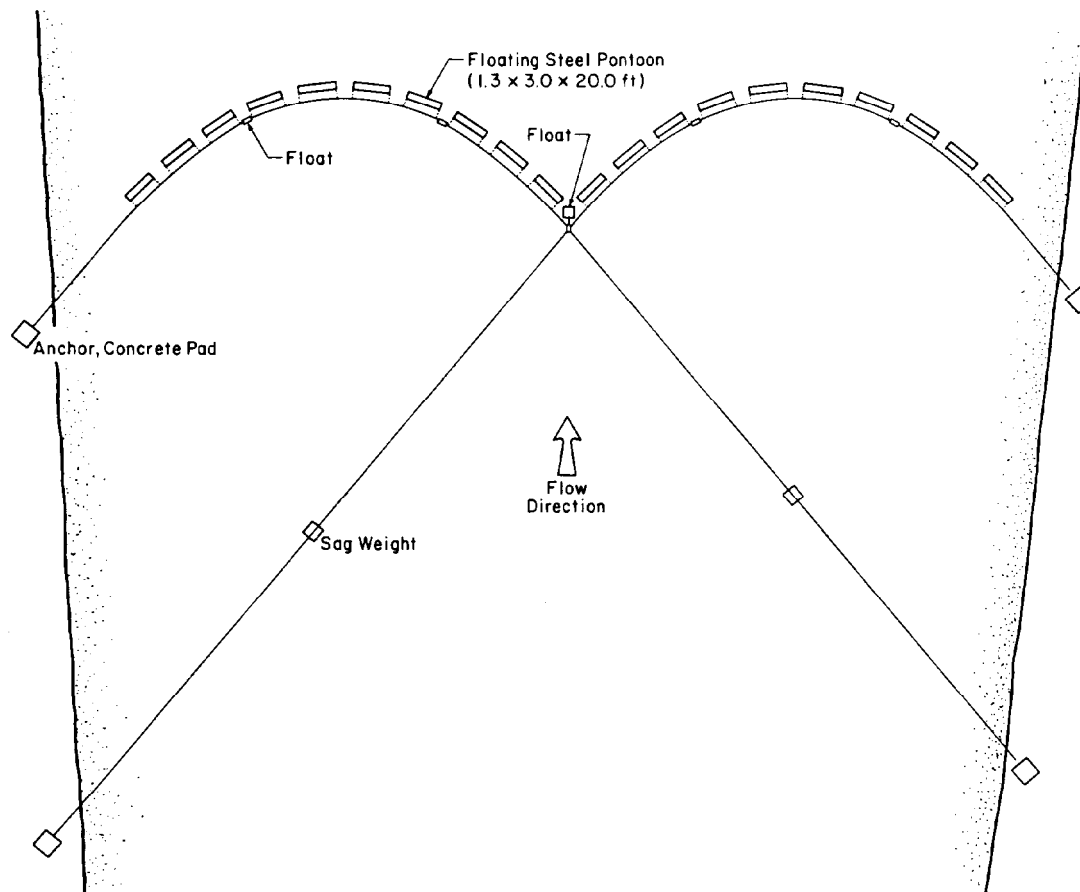 Floating Steel Pontoon
(1.3 x 3.0 x 20.0 ft)
Float
Float
Anchor, Concrete Pad
Flow
Direction
Sag Weight